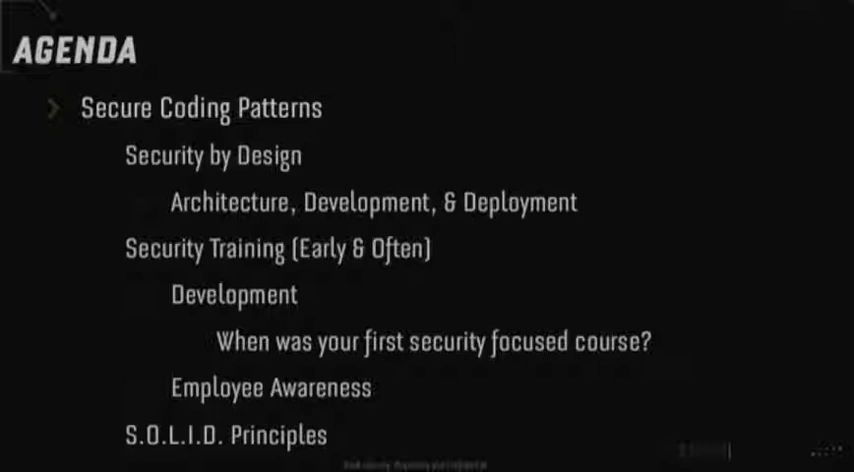 AGENDA
Secure Coding Patterns
Security by Design
Architecture, Development, & Deployment
Security Training (Early & Often)
Development
When was your first security focused course?
Employee Awareness
S.O.L.I.D. Principles